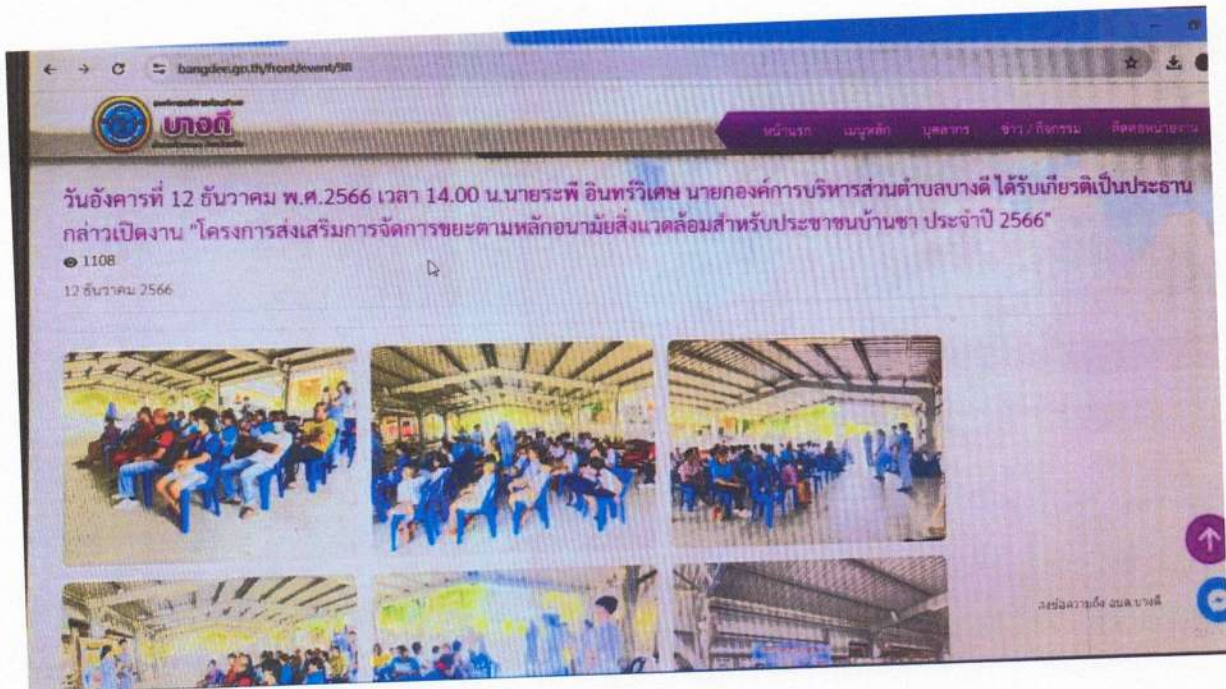 bangdee.go.th/front/event/98
บางดี
หน้าแรก เมนูหลัก บุคลากร ข่าว / กิจกรรม ติดต่อหน่วยงาน
วันอังคารที่ 12 ธันวาคม พ.ศ.2566 เวลา 14.00 น.นายระพี อินทร์วิเศษ นายกองค์การบริหารส่วนตำบลบางดี ได้รับเกียรติเป็นประธาน
กล่าวเปิดงาน "โครงการส่งเสริมการจัดการขยะตามหลักอนามัยสิ่งแวดล้อมสำหรับประชาชนบ้านซา ประจำปี 2566"
1108
12 ธันวาคม 2566
ส่งข้อความถึง อบต.บางดี